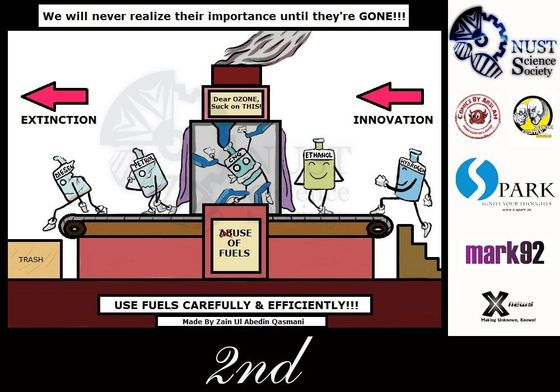 We will never realize their importance until they're GONE!!!
Dear OZONE,
Suck on THIS!
EXTINCTION
INNOVATION
DIESEL
PETROL
CNG
ETHANOL
HYDROGEN
ABUSE
OF
FUELS
TRASH
USE FUELS CAREFULLY & EFFICIENTLY!!!
Made By Zain Ul Abedin Qasmani
2nd
NUST
Science
Society
COMICS BY ARSLAN
SPARK
IGNITE YOUR THOUGHTS
mark92
X news
Making Unknown, Known!